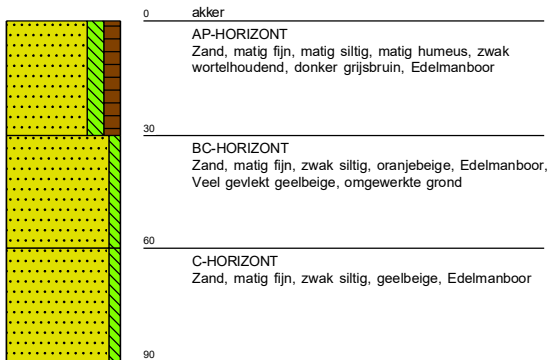 0 akker
AP-HORIZONT
Zand, matig fijn, matig siltig, matig humeus, zwak
wortelhoudend, donker grijsbruin, Edelmanboor
30
BC-HORIZONT
Zand, matig fijn, zwak siltig, oranjebeige, Edelmanboor,
Veel gevlekt geelbeige, omgewerkte grond
60
C-HORIZONT
Zand, matig fijn, zwak siltig, geelbeige, Edelmanboor
90